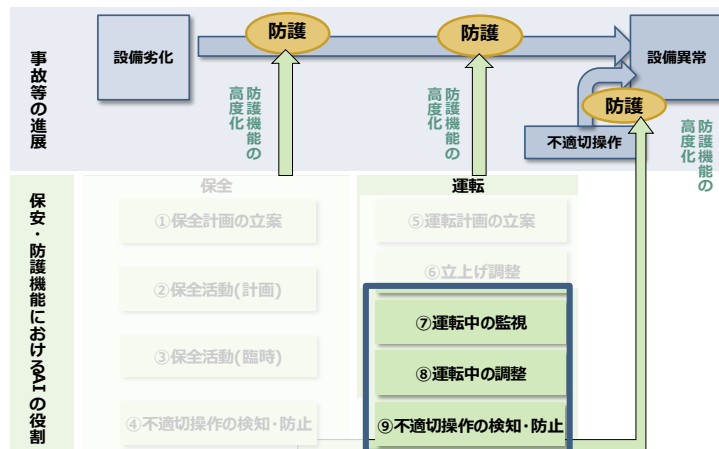 事故等の進展
設備劣化
防護
防護
設備異常
防護機能の
高度化
防護機能の
高度化
防護
不適切操作
防護機能の
高度化
保安・防護機能におけるAIの役割
保全
①保全計画の立案
②保全活動(計画)
③保全活動(臨時)
④不適切操作の検知・防止
運転
⑤運転計画の立案
⑥立上げ調整
⑦運転中の監視
⑧運転中の調整
⑨不適切操作の検知・防止